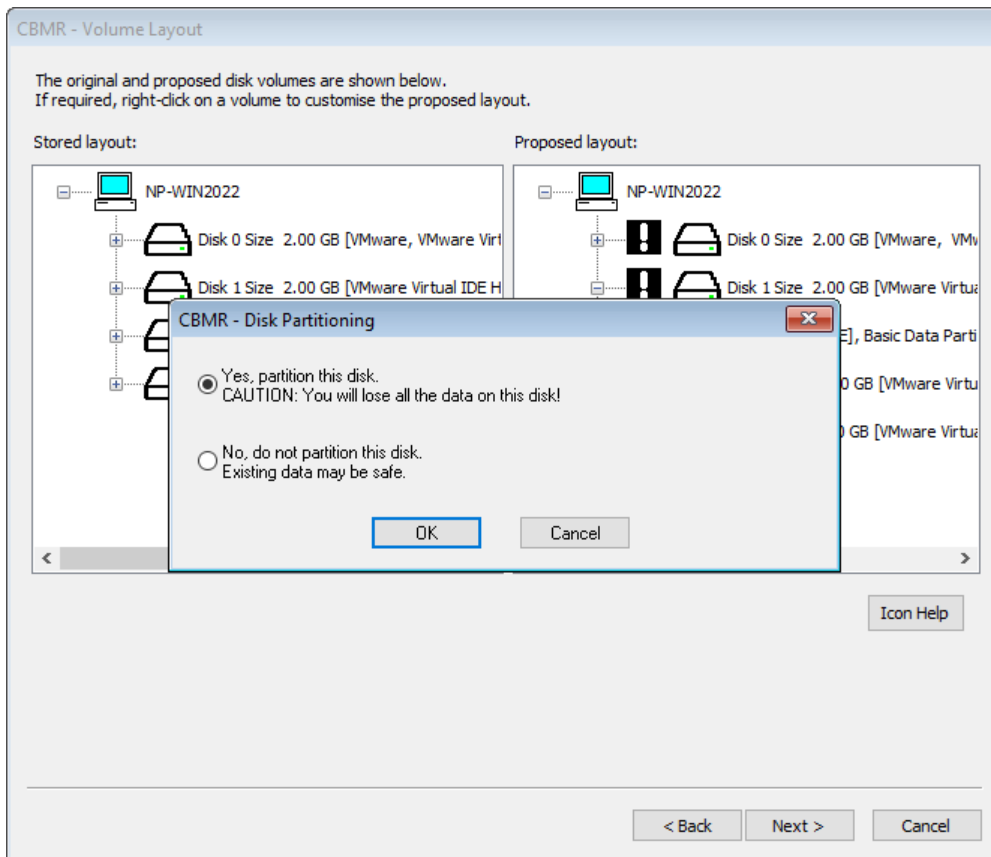 CBMR - Volume Layout
The original and proposed disk volumes are shown below.
If required, right-click on a volume to customise the proposed layout.
Stored layout:
Proposed layout:
NP-WIN2022
NP-WIN2022
Disk 0 Size 2.00 GB [VMware, VMware Virt
Disk 0 Size 2.00 GB [VMware, VMw
Disk 1 Size 2.00 GB [VMware Virtual IDE H
Disk 1 Size 2.00 GB [VMware Virtua
CBMR - Disk Partitioning
E], Basic Data Parti
Yes, partition this disk.
CAUTION: You will lose all the data on this disk!
0 GB [VMware Virtu
No, do not partition this disk.
Existing data may be safe.
GB [VMware Virtua
OK
Cancel
Icon Help
< Back
Next >
Cancel